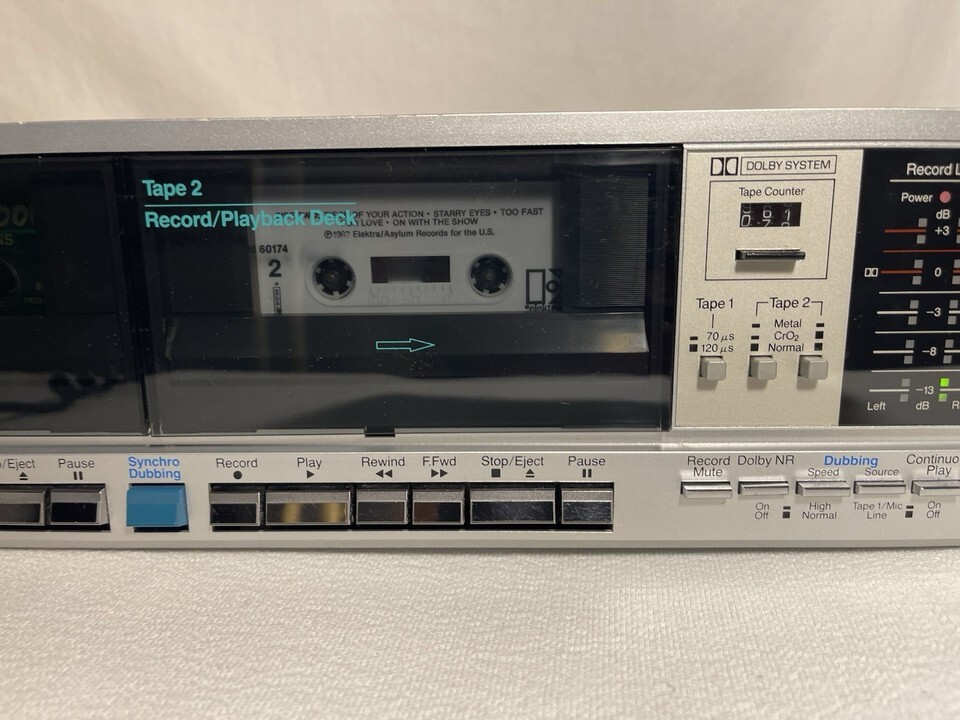 DOLBY SYSTEM
Tape Counter
Record L
Power
dB
+3
0
-3
-8
-13
Left dB R
Tape 2
Record/Playback Deck
OF YOUR ACTION • STARRY EYES • TOO FAST
LOVE • ON WITH THE SHOW
Elektra/Asylum Records for the U.S.
60174
2
Tape 1
70 µs
120 µs
Tape 2
Metal
CrO2
Normal
/Eject
Pause
Synchro
Dubbing
Record
Play
Rewind
F.Fwd
Stop/Eject
Pause
Record
Mute
Dolby NR
On
Off
Dubbing
Speed
High
Normal
Source
Tape 1/Mic
Line
Continuo
Play
On
Off